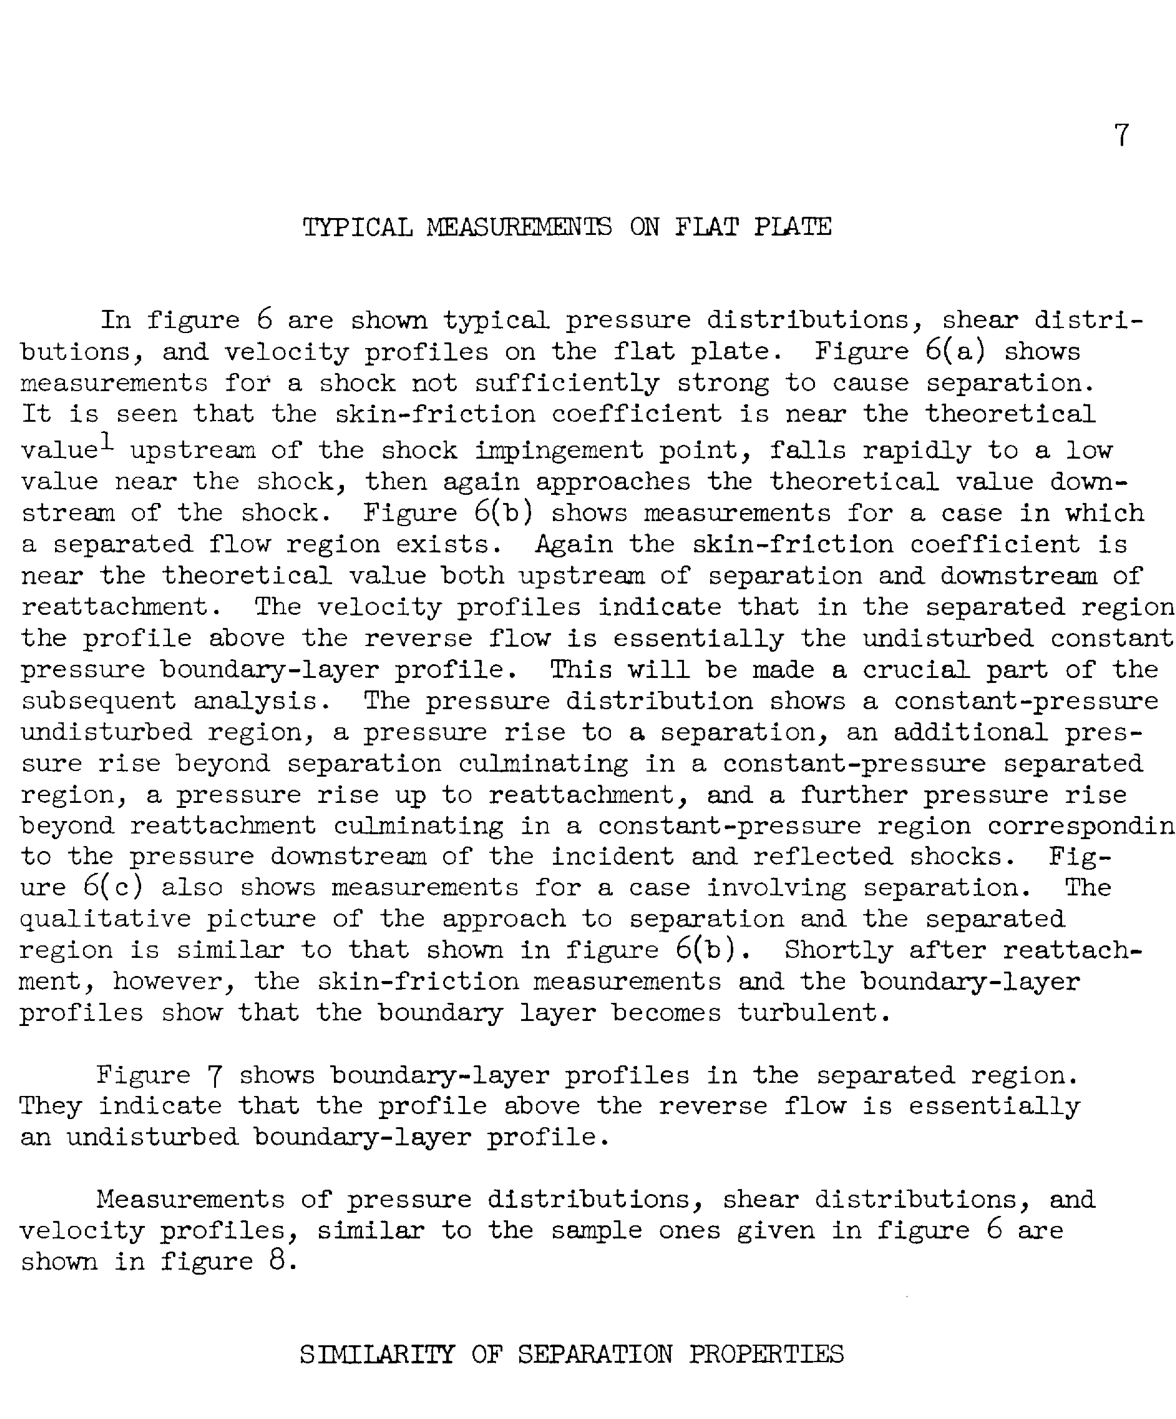 7
TYPICAL MEASUREMENTS ON FLAT PLATE
In figure 6 are shown typical pressure distributions, shear distri-
butions, and velocity profiles on the flat plate. Figure 6(a) shows
measurements for a shock not sufficiently strong to cause separation.
It is seen that the skin-friction coefficient is near the theoretical
value¹ upstream of the shock impingement point, falls rapidly to a low
value near the shock, then again approaches the theoretical value down-
stream of the shock. Figure 6(b) shows measurements for a case in which
a separated flow region exists. Again the skin-friction coefficient is
near the theoretical value both upstream of separation and downstream of
reattachment. The velocity profiles indicate that in the separated region
the profile above the reverse flow is essentially the undisturbed constant
pressure boundary-layer profile. This will be made a crucial part of the
subsequent analysis. The pressure distribution shows a constant-pressure
undisturbed region, a pressure rise to a separation, an additional pres-
sure rise beyond separation culminating in a constant-pressure separated
region, a pressure rise up to reattachment, and a further pressure rise
beyond reattachment culminating in a constant-pressure region correspondin
to the pressure downstream of the incident and reflected shocks. Fig-
ure 6(c) also shows measurements for a case involving separation. The
qualitative picture of the approach to separation and the separated
region is similar to that shown in figure 6(b). Shortly after reattach-
ment, however, the skin-friction measurements and the boundary-layer
profiles show that the boundary layer becomes turbulent.
Figure 7 shows boundary-layer profiles in the separated region.
They indicate that the profile above the reverse flow is essentially
an undisturbed boundary-layer profile.
Measurements of pressure distributions, shear distributions, and
velocity profiles, similar to the sample ones given in figure 6 are
shown in figure 8.
SIMILARITY OF SEPARATION PROPERTIES